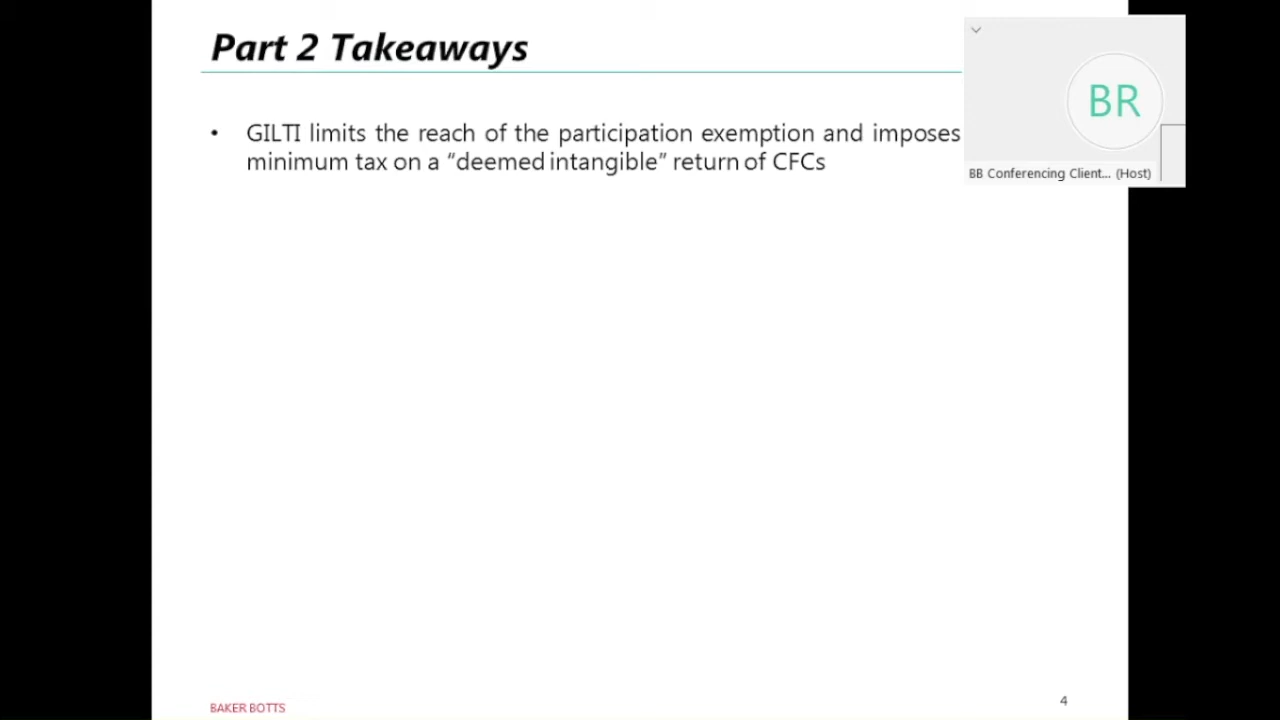 Part 2 Takeaways
BR
• GILTI limits the reach of the participation exemption and imposes
minimum tax on a “deemed intangible” return of CFCs
BB Conferencing Client... (Host)
BAKER BOTTS
4